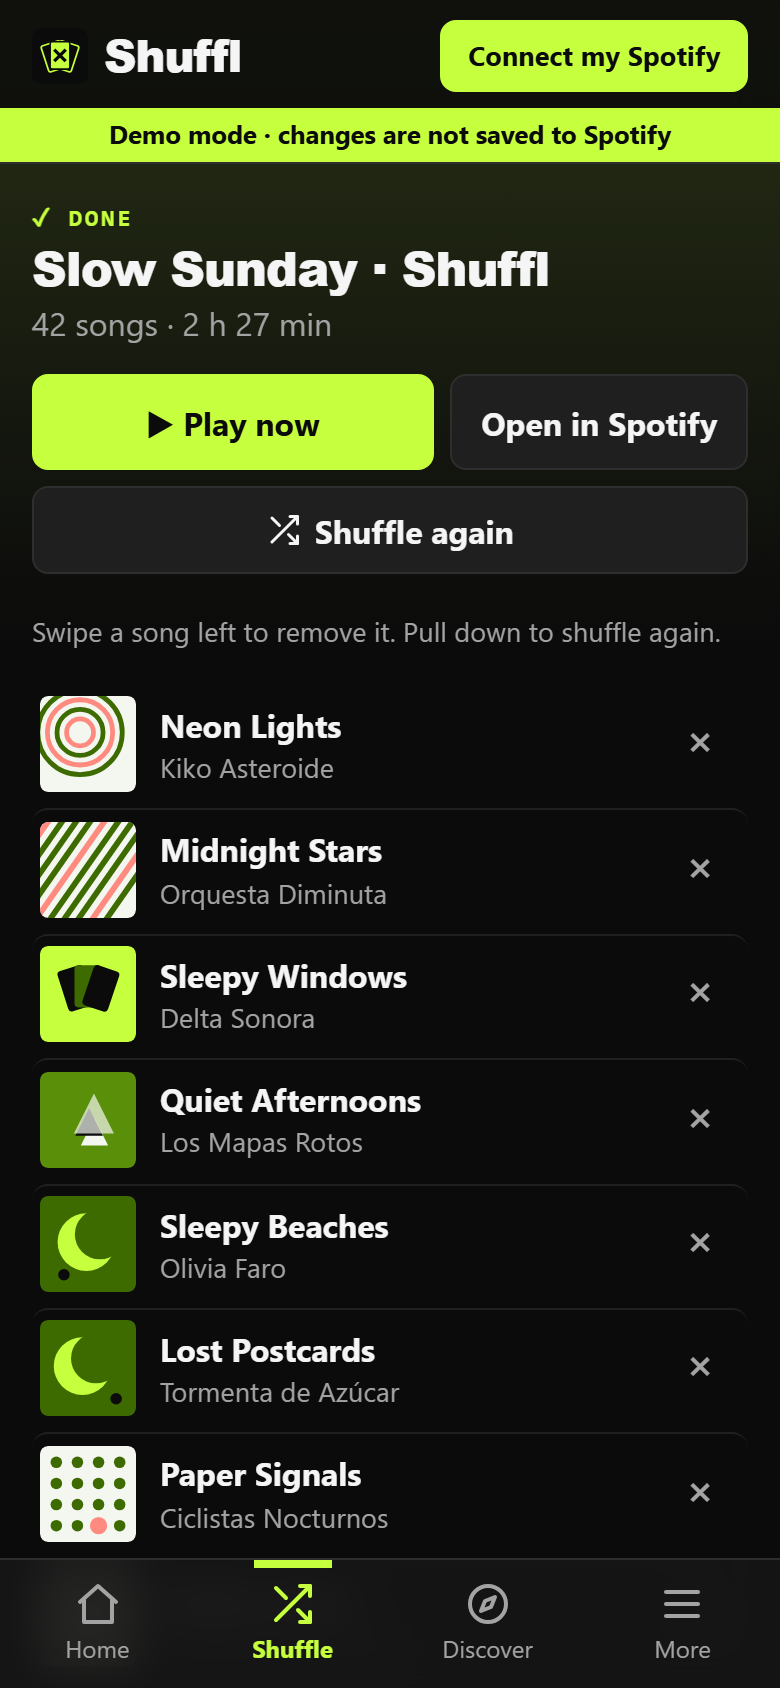 Shuffl
Connect my Spotify
Demo mode · changes are not saved to Spotify
✓ DONE
Slow Sunday · Shuffl
42 songs · 2 h 27 min
▶ Play now
Open in Spotify
Shuffle again
Swipe a song left to remove it. Pull down to shuffle again.
Neon Lights
Kiko Asteroide
✕
Midnight Stars
Orquesta Diminuta
✕
Sleepy Windows
Delta Sonora
✕
Quiet Afternoons
Los Mapas Rotos
✕
Sleepy Beaches
Olivia Faro
✕
Lost Postcards
Tormenta de Azúcar
✕
Paper Signals
Ciclistas Nocturnos
✕
Home
Shuffle
Discover
More